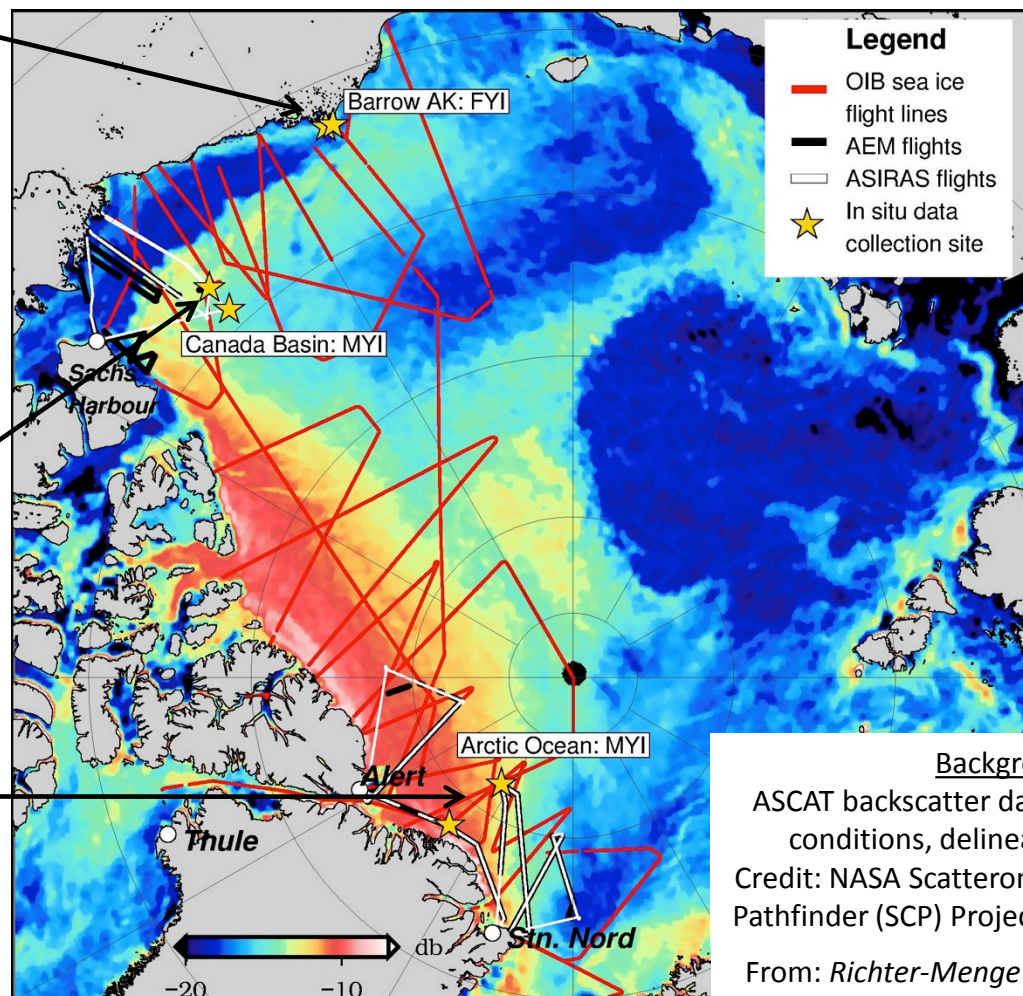 Legend
OIB sea ice
flight lines
AEM flights
ASIRAS flights
In situ data
collection site
Barrow AK: FYI
Canada Basin: MYI
Sachs
Harbour
Arctic Ocean: MYI
Alert
Thule
Stn. Nord
db
−20
−10
Backgr
ASCAT backscatter da
conditions, delinea
Credit: NASA Scatterom
Pathfinder (SCP) Projec
From: Richter-Menge